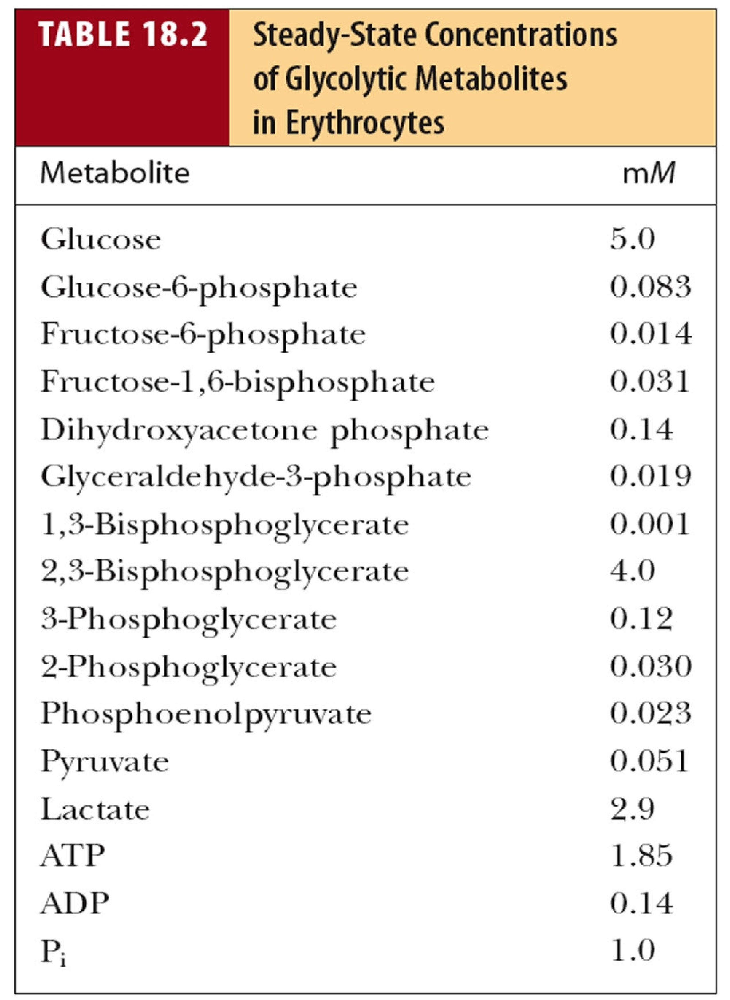 TABLE 18.2 Steady-State Concentrations
of Glycolytic Metabolites
in Erythrocytes
Metabolite mM
Glucose 5.0
Glucose-6-phosphate 0.083
Fructose-6-phosphate 0.014
Fructose-1,6-bisphosphate 0.031
Dihydroxyacetone phosphate 0.14
Glyceraldehyde-3-phosphate 0.019
1,3-Bisphosphoglycerate 0.001
2,3-Bisphosphoglycerate 4.0
3-Phosphoglycerate 0.12
2-Phosphoglycerate 0.030
Phosphoenolpyruvate 0.023
Pyruvate 0.051
Lactate 2.9
ATP 1.85
ADP 0.14
Pi 1.0